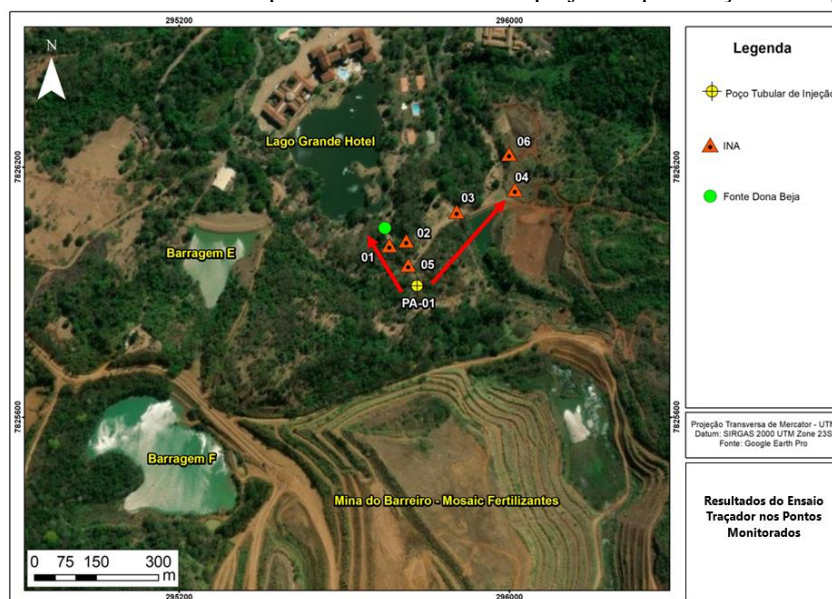 295200
296000
N
Lago Grande Hotel
06
7826200
7826200
04
03
02
01
05
Barragem E
PA-01
7825600
7825600
Barragem F
Mina do Barreiro - Mosaic Fertilizantes
0 75 150 300
m
295200
296000
Legenda
Poço Tubular de Injeção
INA
Fonte Dona Beja
Projeção Transversa de Mercator - UTM
Datum: SIRGAS 2000 UTM Zone 23S
Fonte: Google Earth Pro
Resultados do Ensaio
Traçador nos Pontos
Monitorados